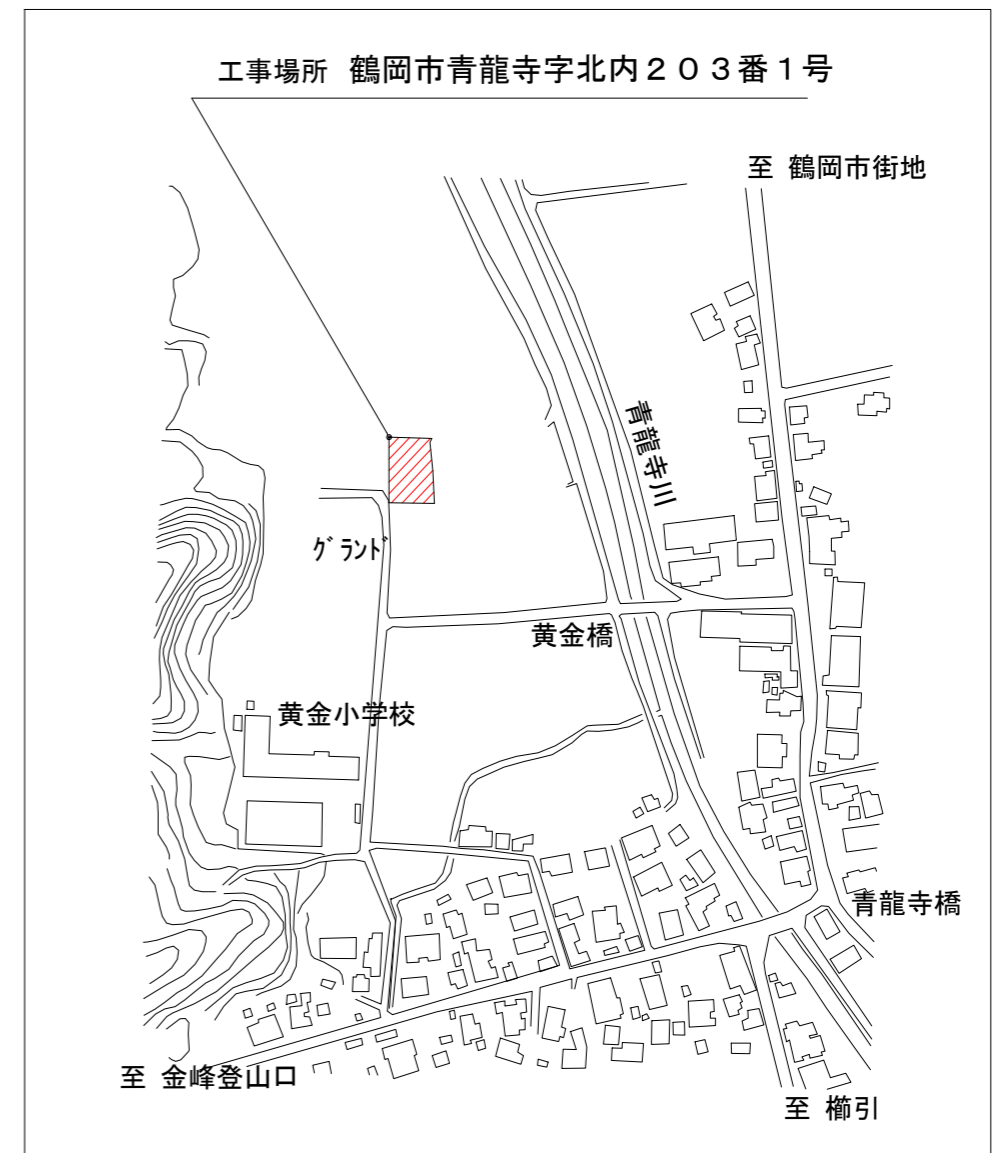 工事場所 鶴岡市青龍寺字北内２０３番１号
至 鶴岡市街地
青龍寺川
ｸﾞﾗﾝﾄﾞ
黄金橋
黄金小学校
青龍寺橋
至 金峰登山口
至 櫛引